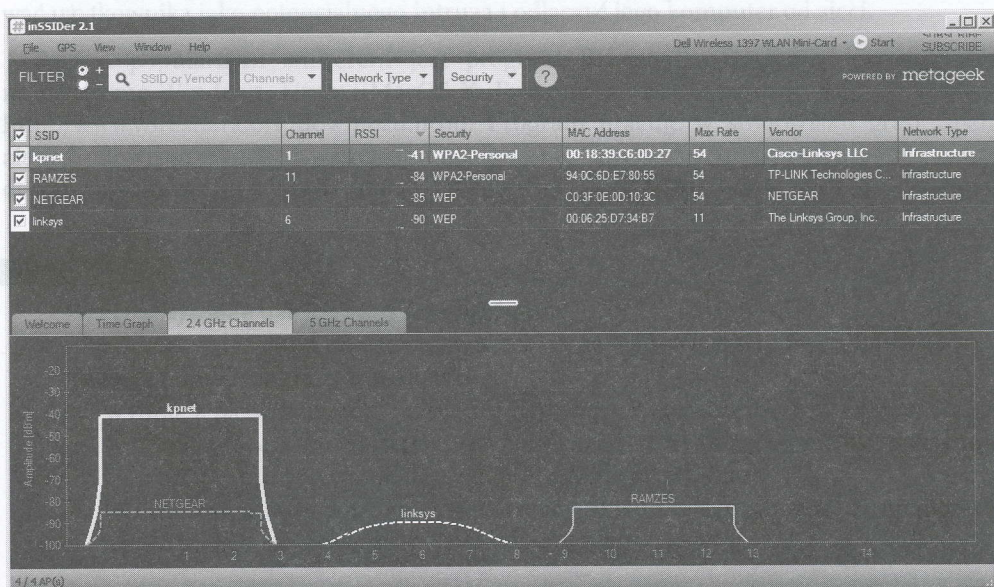 inSSIDer 2.1
File GPS View Window Help Dell Wireless 1397 WLAN Mini-Card Start SUBSCRIBE
FILTER + - SSID or Vendor Channels Network Type Security ? POWERED BY metageek
SSID Channel RSSI Security MAC Address Max Rate Vendor Network Type
kpnet 1 -41 WPA2-Personal 00:18:39:C6:0D:27 54 Cisco-Linksys LLC Infrastructure
RAMZES 11 -84 WPA2-Personal 94:0C:6D:E7:80:55 54 TP-LINK Technologies C... Infrastructure
NETGEAR 1 -85 WEP C0:3F:0E:0D:10:3C 54 NETGEAR Infrastructure
linksys 6 -90 WEP 00:06:25:D7:34:B7 11 The Linksys Group, Inc. Infrastructure
Welcome Time Graph 2.4 GHz Channels 5 GHz Channels
Amplitude [dBm]
-20
-30
-40
-50
-60
-70
-80
-90
-100
kpnet
NETGEAR
linksys
RAMZES
1 2 3 4 5 6 7 8 9 10 11 12 13 14
4 / 4 AP(s)